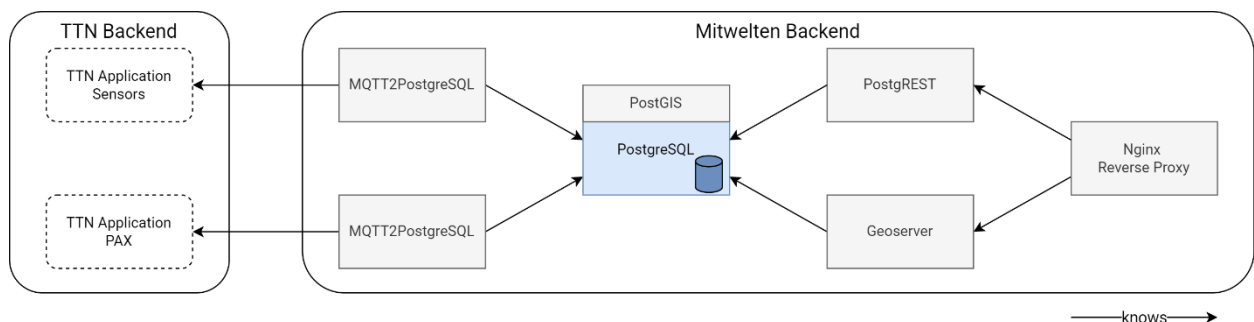 TTN Backend
TTN Application
Sensors
TTN Application
PAX
Mitwelten Backend
MQTT2PostgreSQL
MQTT2PostgreSQL
PostGIS
PostgreSQL
PostgREST
Geoserver
Nginx
Reverse Proxy
knows